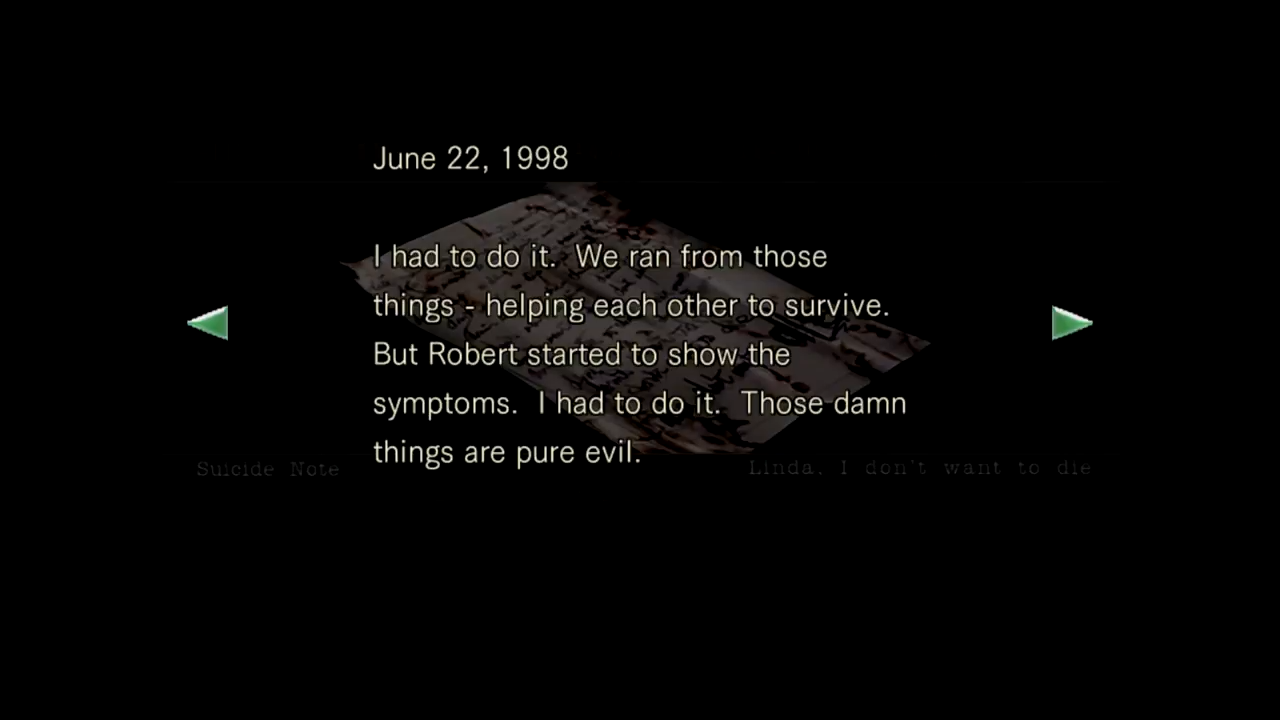 June 22, 1998
I had to do it. We ran from those
things - helping each other to survive.
But Robert started to show the
symptoms. I had to do it. Those damn
things are pure evil.
Suicide Note
Linda. I don't want to die